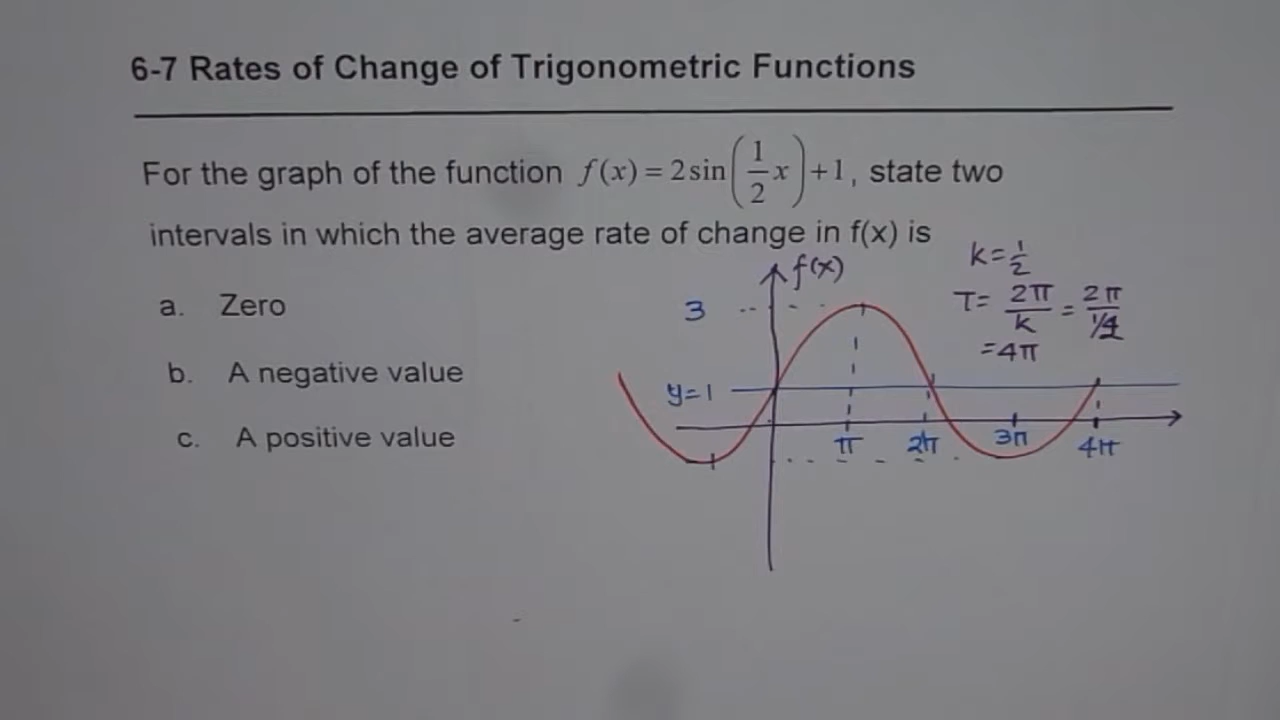 6-7 Rates of Change of Trigonometric Functions
For the graph of the function f(x) = 2 sin(1/2 x) + 1, state two
intervals in which the average rate of change in f(x) is
a. Zero
b. A negative value
c. A positive value
f(x)
k = 1/2
T = 2π/k = 2π/1/2
= 4π
3
y=1
π 2π 3π 4π